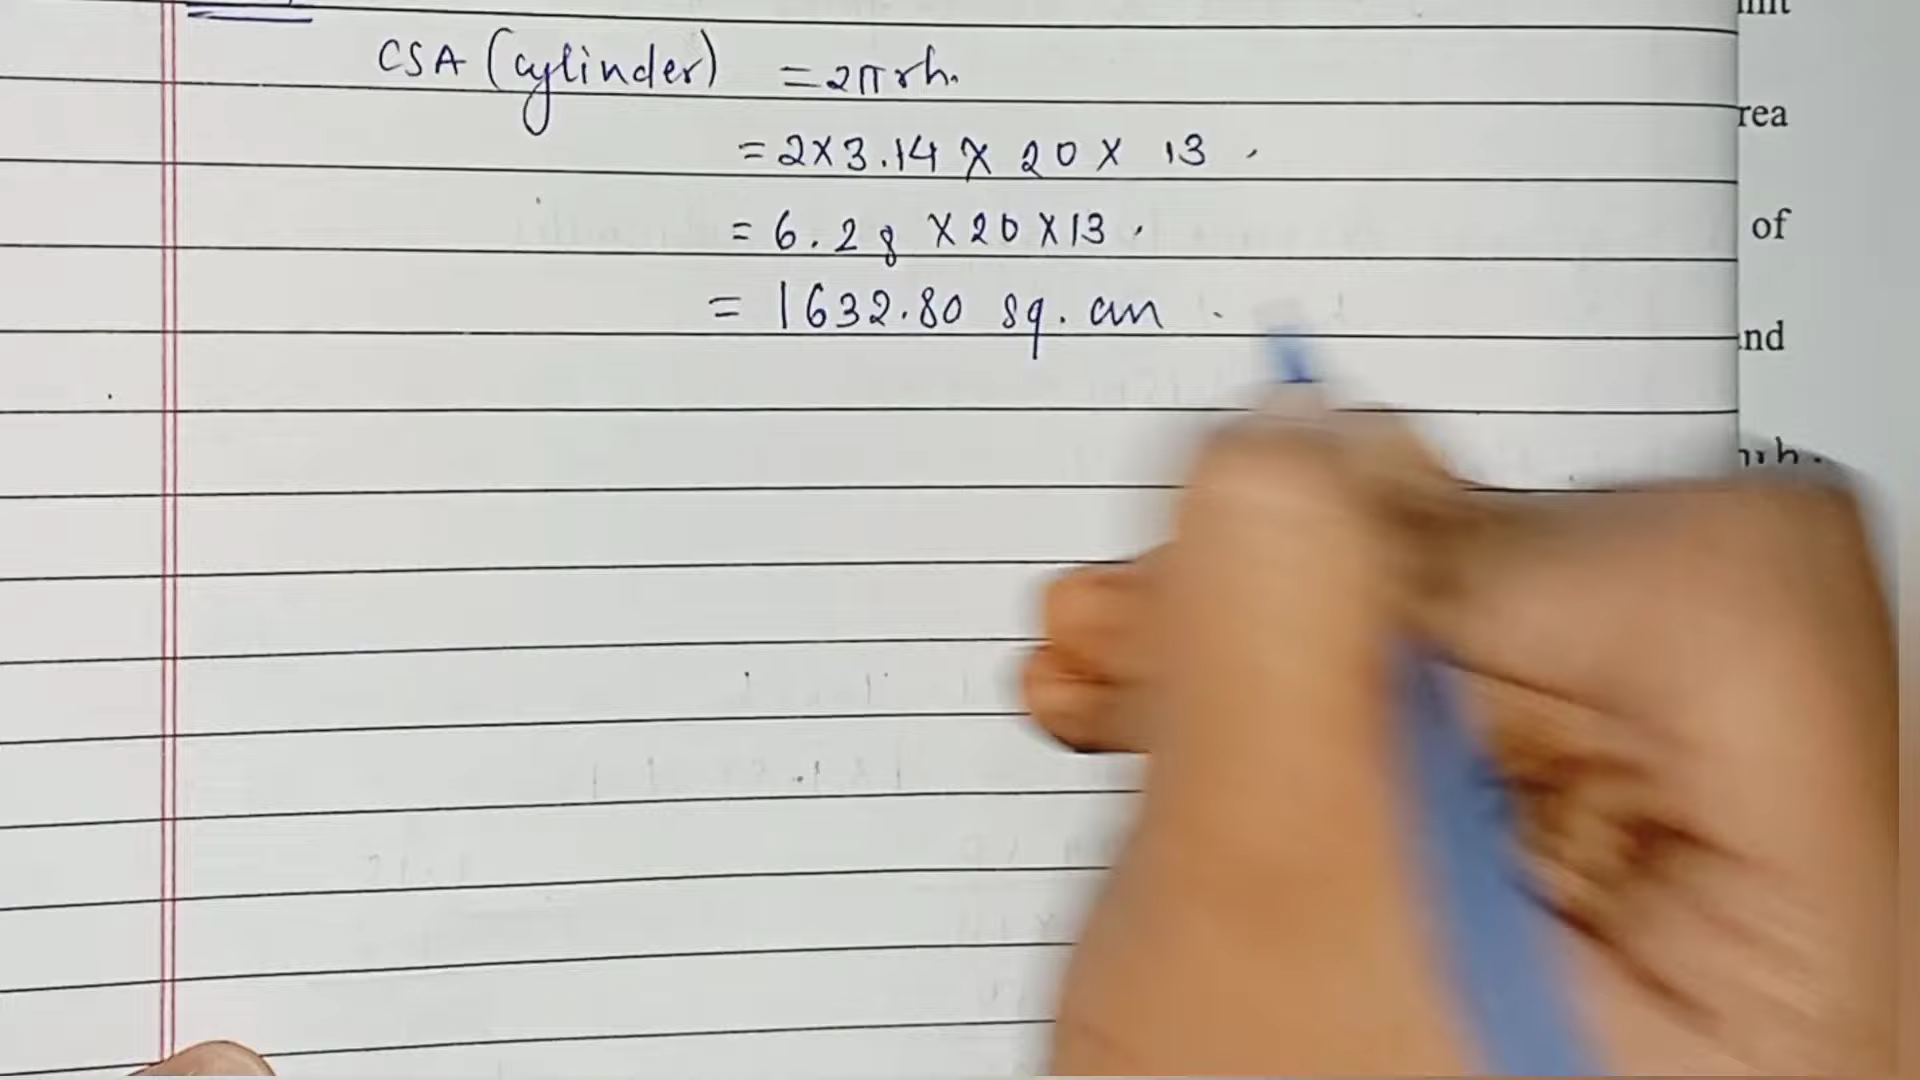 CSA (cylinder) = 2πrh.
= 2 × 3.14 × 20 × 13.
= 6.28 × 20 × 13.
= 1632.80 sq. cm.
rea
of
nd